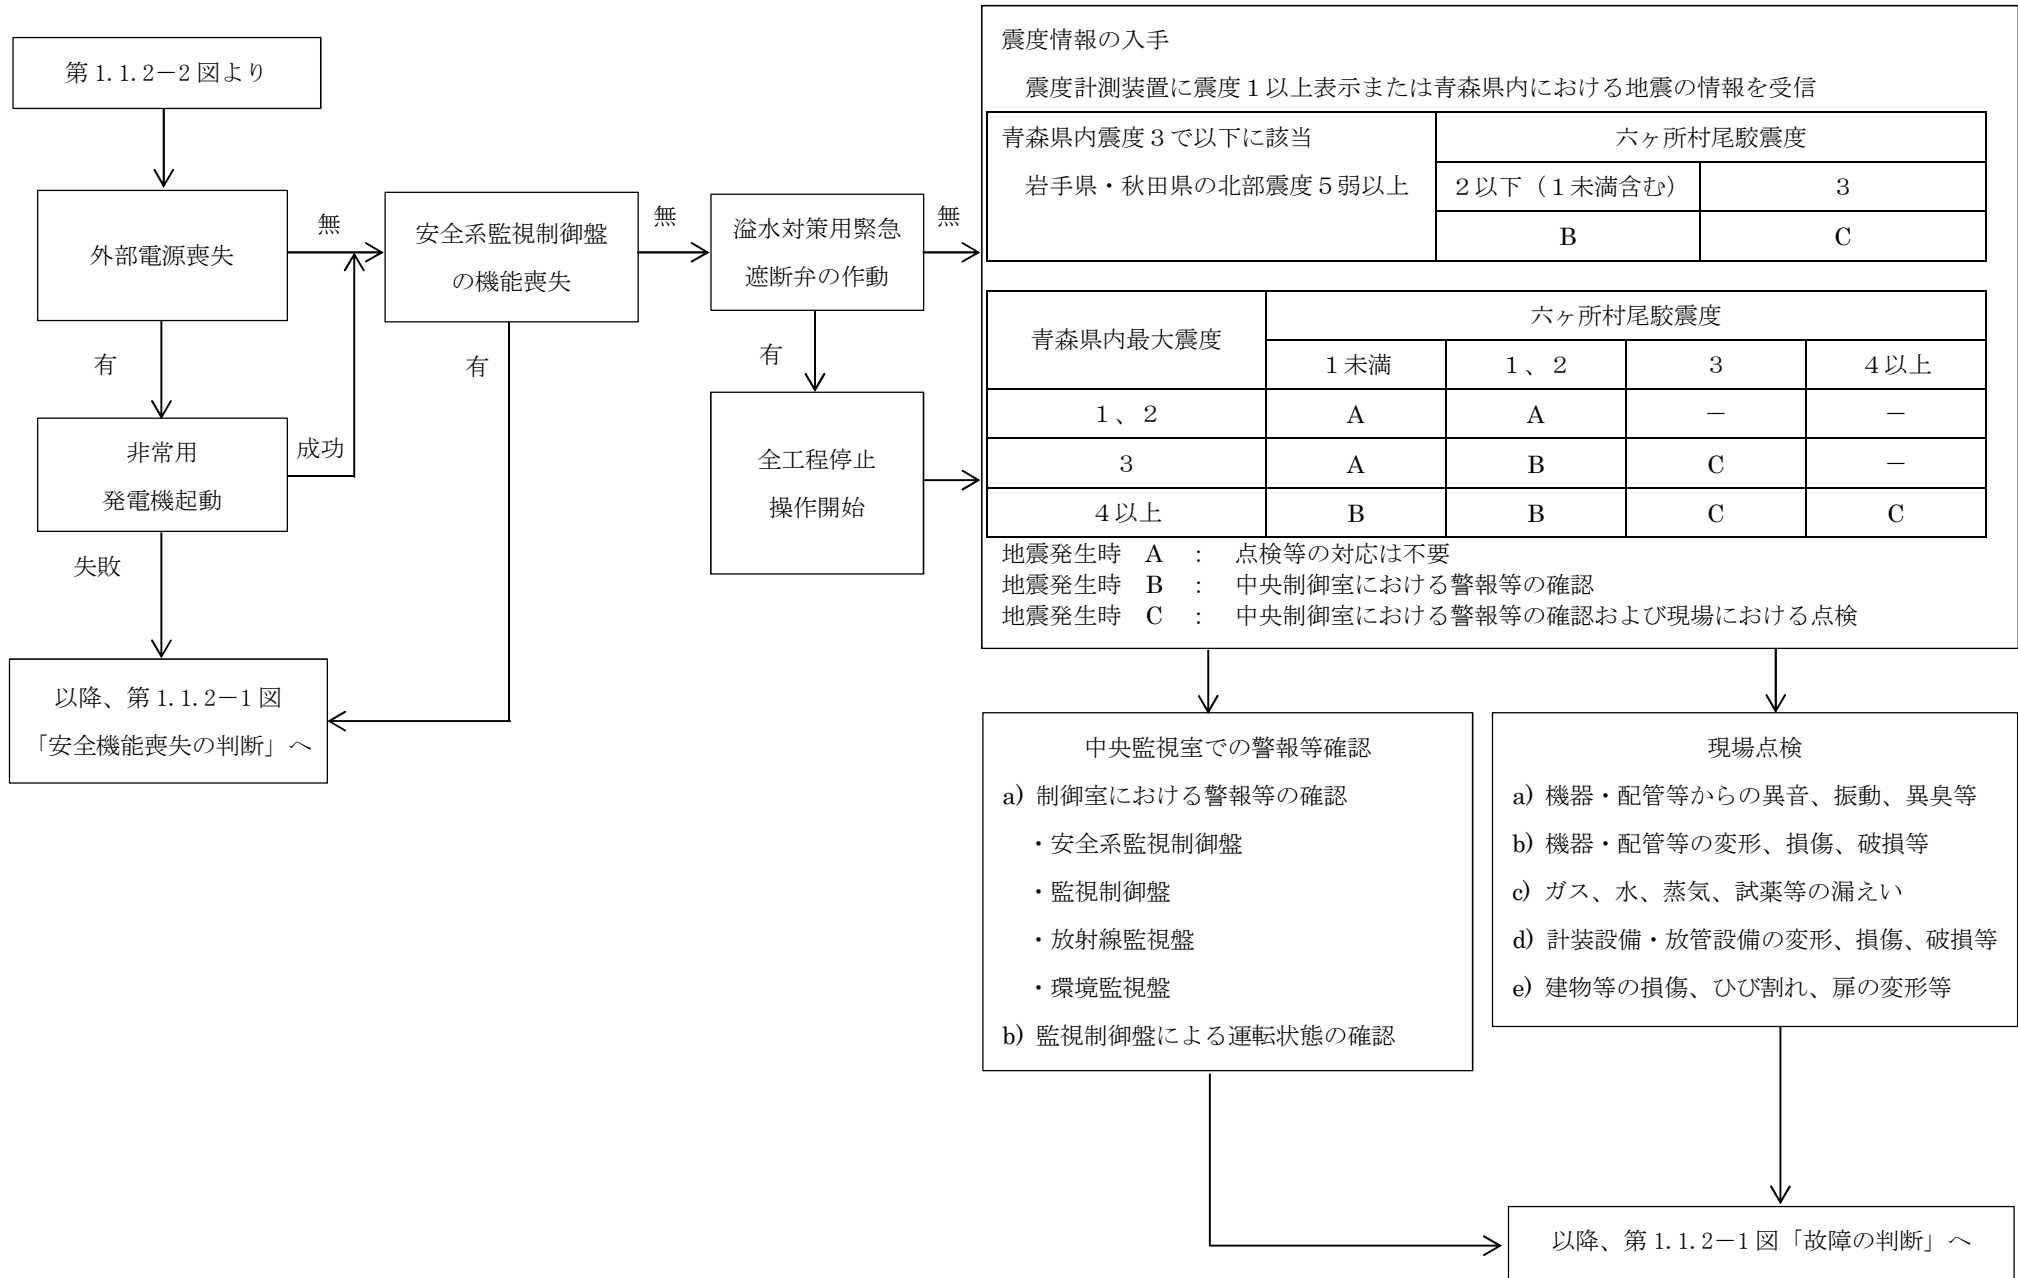 第1.1.2－2図より
外部電源喪失
無
有
非常用
発電機起動
成功
失敗
以降、第1.1.2－1図
「安全機能喪失の判断」へ
安全系監視制御盤
の機能喪失
無
有
溢水対策用緊急
遮断弁の作動
無
有
全工程停止
操作開始
震度情報の入手
震度計測装置に震度１以上表示または青森県内における地震の情報を受信
青森県内震度３で以下に該当
岩手県・秋田県の北部震度５弱以上
六ヶ所村尾駮震度
２以下（１未満含む） ３
B C
青森県内最大震度
六ヶ所村尾駮震度
１未満 １、２ ３ ４以上
１、２ A A － －
３ A B C －
４以上 B B C C
地震発生時 A ： 点検等の対応は不要
地震発生時 B ： 中央制御室における警報等の確認
地震発生時 C ： 中央制御室における警報等の確認および現場における点検
中央監視室での警報等確認
a) 制御室における警報等の確認
・安全系監視制御盤
・監視制御盤
・放射線監視盤
・環境監視盤
b) 監視制御盤による運転状態の確認
現場点検
a) 機器・配管等からの異音、振動、異臭等
b) 機器・配管等の変形、損傷、破損等
c) ガス、水、蒸気、試薬等の漏えい
d) 計装設備・放管設備の変形、損傷、破損等
e) 建物等の損傷、ひび割れ、扉の変形等
以降、第1.1.2－1図「故障の判断」へ